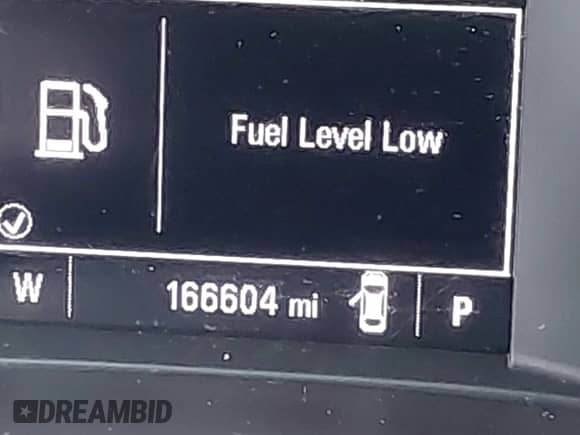 Fuel Level Low
W
166604 mi
P
DREAMBID